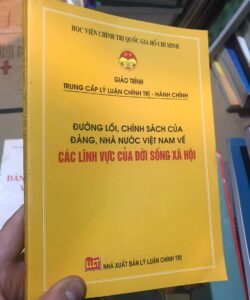 HỌC VIỆN CHÍNH TRỊ QUỐC GIA HỒ CHÍ MINH
GIÁO TRÌNH
TRUNG CẤP LÝ LUẬN CHÍNH TRỊ - HÀNH CHÍNH
ĐƯỜNG LỐI, CHÍNH SÁCH CỦA
ĐẢNG, NHÀ NƯỚC VIỆT NAM VỀ
CÁC LĨNH VỰC CỦA ĐỜI SỐNG XÃ HỘI
LLCT
NHÀ XUẤT BẢN LÝ LUẬN CHÍNH TRỊ